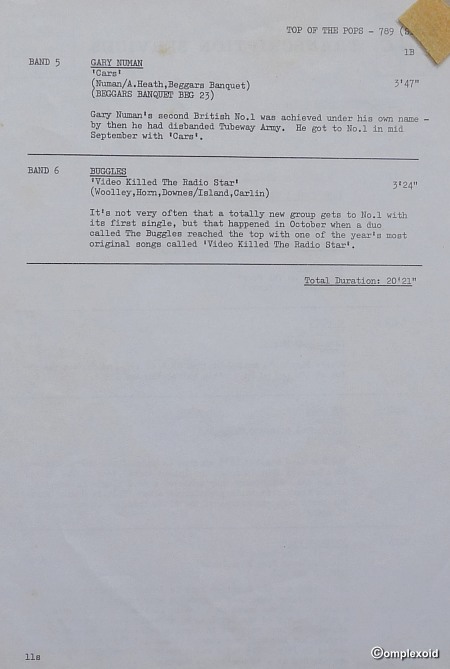 TOP OF THE POPS - 789
1B
BAND 5 GARY NUMAN
'Cars' 3'47"
(Numan/A.Heath,Beggars Banquet)
(BEGGARS BANQUET BEG 23)
Gary Numan's second British No.1 was achieved under his own name -
by then he had disbanded Tubeway Army. He got to No.1 in mid
September with 'Cars'.
BAND 6 BUGGLES
'Video Killed The Radio Star' 3'24"
(Woolley,Horn,Downes/Island,Carlin)
It's not very often that a totally new group gets to No.1 with
its first single, but that happened in October when a duo
called The Buggles reached the top with one of the year's most
original songs called 'Video Killed The Radio Star'.
Total Duration: 20'21"
11s
©omplexoid